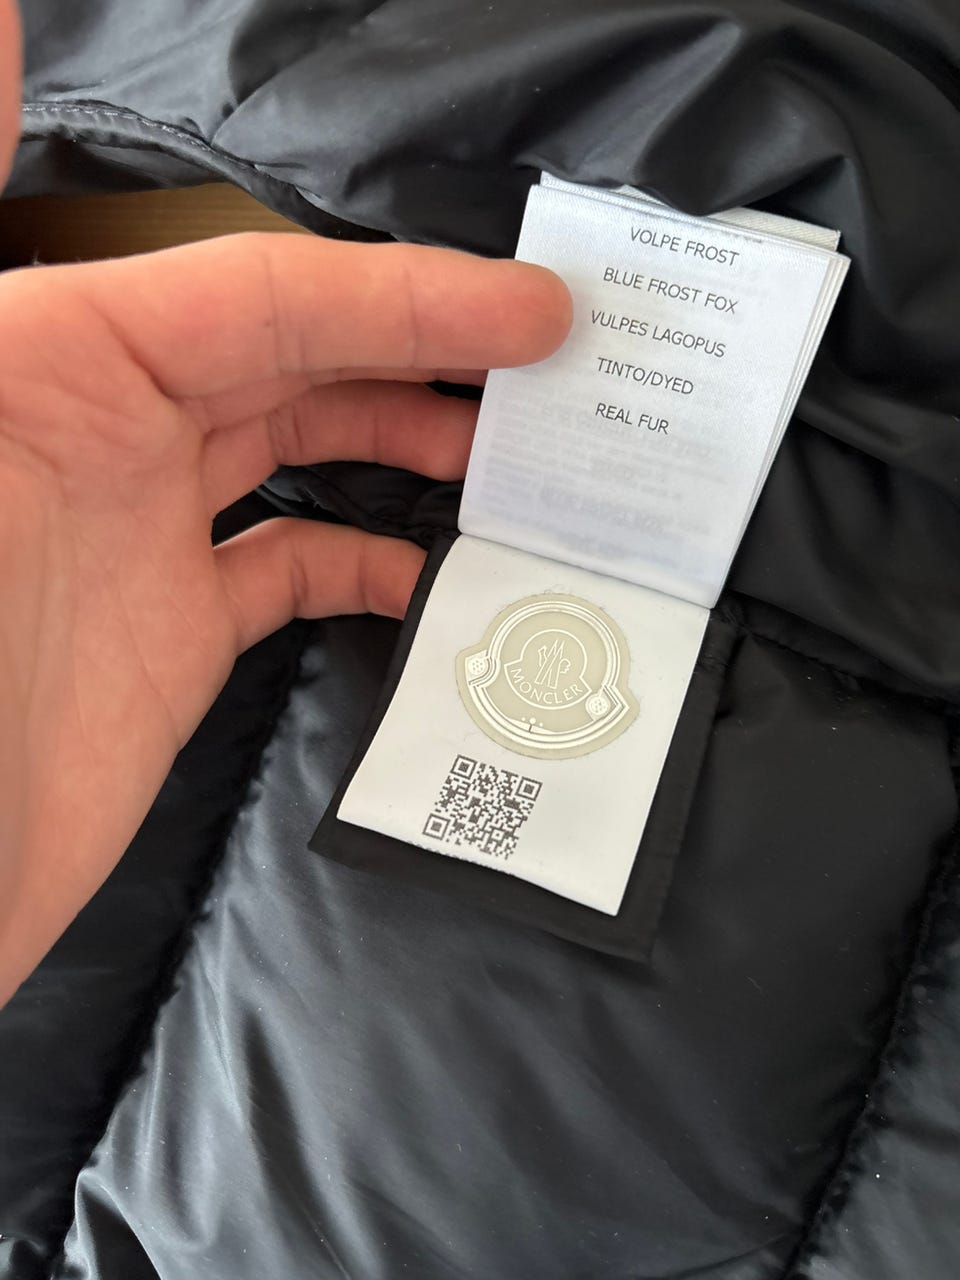 VOLPE FROST
BLUE FROST FOX
VULPES LAGOPUS
TINTO/DYED
REAL FUR
MONCLER